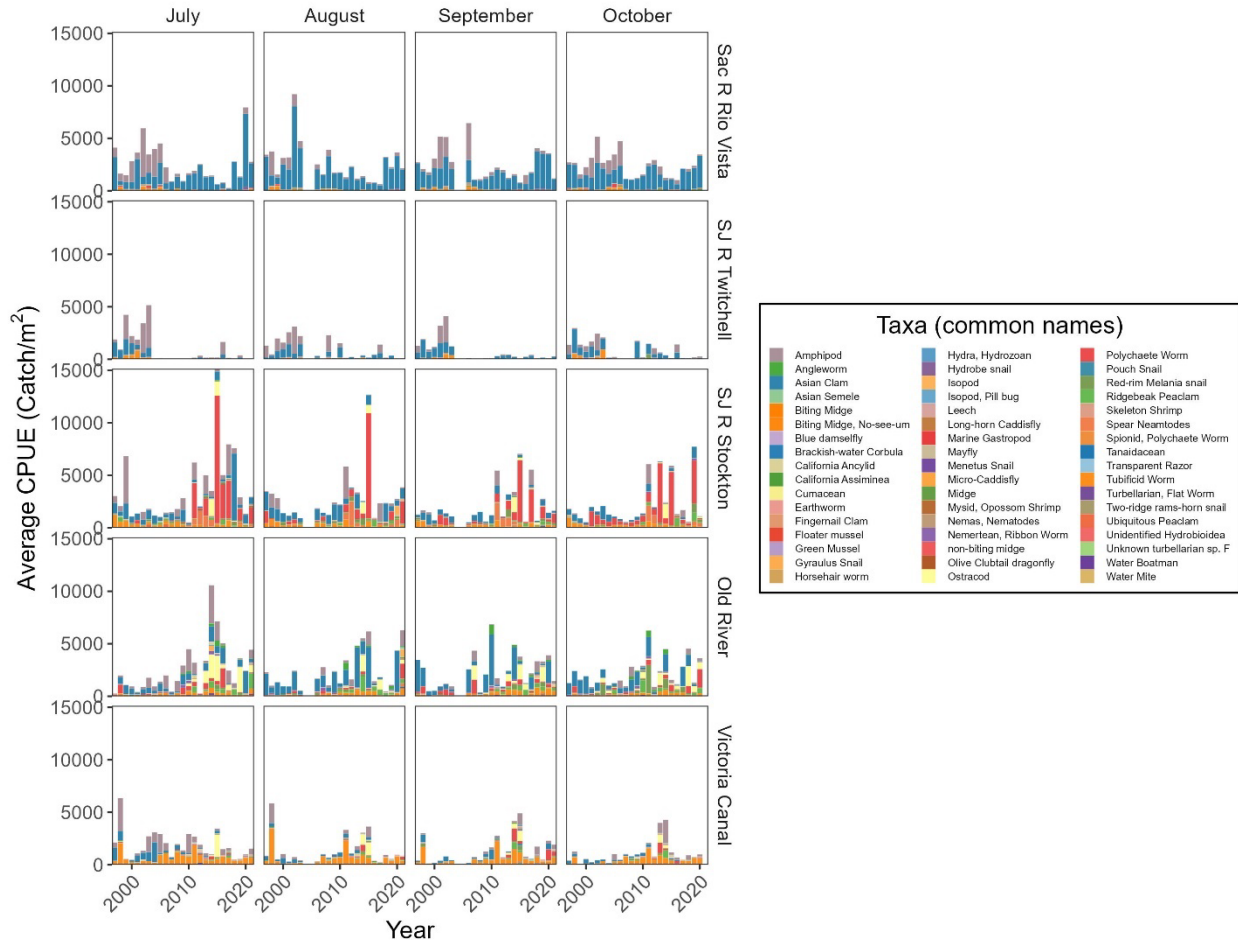 July August September October
Average CPUE (Catch/m²)
15000
10000
5000
0
Sac R Rio Vista
15000
10000
5000
0
SJ R Twitchell
15000
10000
5000
0
SJ R Stockton
15000
10000
5000
0
Old River
15000
10000
5000
0
Victoria Canal
2000 2010 2020 2000 2010 2020 2000 2010 2020 2000 2010 2020
Year
Taxa (common names)
Amphipod
Angleworm
Asian Clam
Asian Semele
Biting Midge
Biting Midge, No-see-um
Blue damselfly
Brackish-water Corbula
California Ancylid
California Assiminea
Cumacean
Earthworm
Fingernail Clam
Floater mussel
Green Mussel
Gyraulus Snail
Horsehair worm
Hydra, Hydrozoan
Hydrobe snail
Isopod
Isopod, Pill bug
Leech
Long-horn Caddisfly
Marine Gastropod
Mayfly
Menetus Snail
Micro-Caddisfly
Midge
Mysid, Opossom Shrimp
Nemas, Nematodes
Nemertean, Ribbon Worm
non-biting midge
Olive Clubtail dragonfly
Ostracod
Polychaete Worm
Pouch Snail
Red-rim Melania snail
Ridgebeak Peaclam
Skeleton Shrimp
Spear Neamtodes
Spionid, Polychaete Worm
Tanaidacean
Transparent Razor
Tubificid Worm
Turbellarian, Flat Worm
Two-ridge rams-horn snail
Ubiquitous Peaclam
Unidentified Hydrobioidea
Unknown turbellarian sp. F
Water Boatman
Water Mite